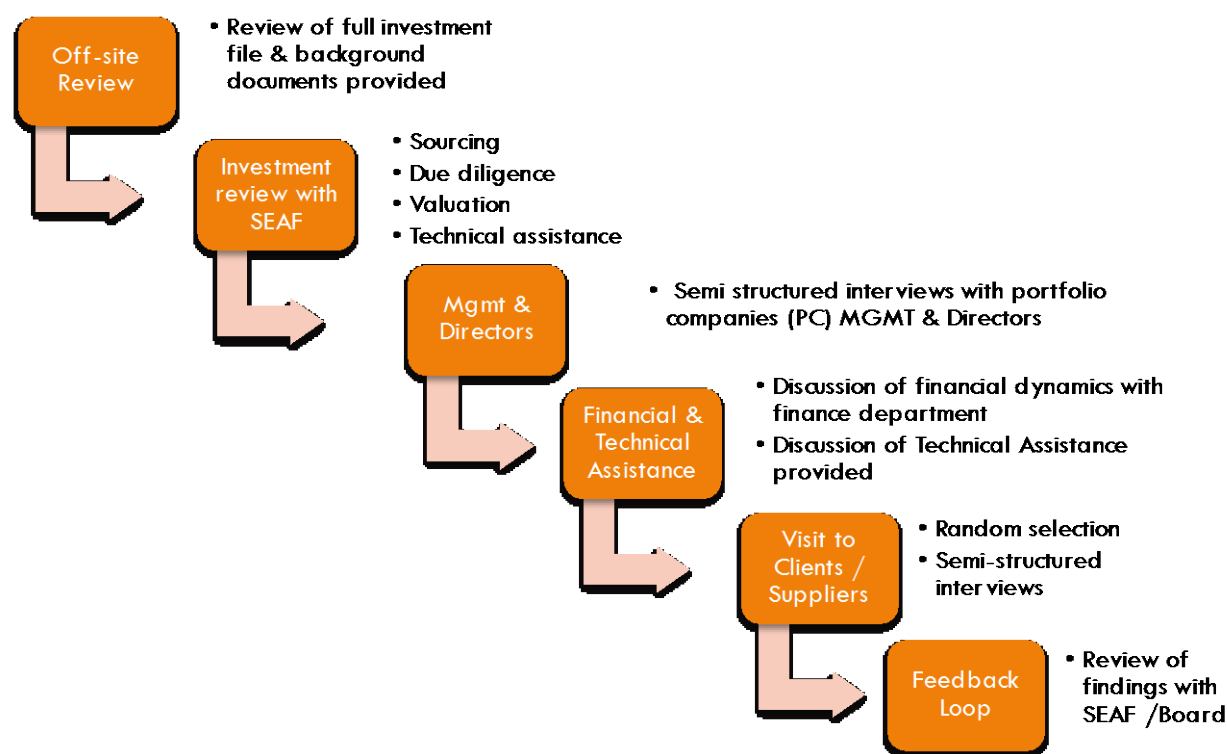 Off-site
Review
• Review of full investment
file & background
documents provided
Investment
review with
SEAF
• Sourcing
• Due diligence
• Valuation
• Technical assistance
Mgmt &
Directors
• Semi structured interviews with portfolio
companies (PC) MGMT & Directors
Financial &
Technical
Assistance
• Discussion of financial dynamics with
finance department
• Discussion of Technical Assistance
provided
Visit to
Clients /
Suppliers
• Random selection
• Semi-structured
interviews
Feedback
Loop
• Review of
findings with
SEAF /Board